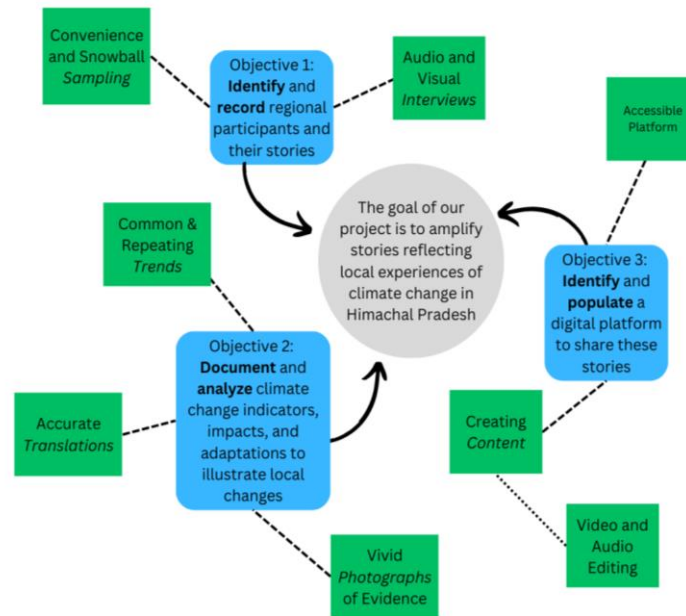 Convenience
and Snowball
Sampling
Objective 1:
Identify and
record regional
participants and
their stories
Audio and
Visual
Interviews
Accessible
Platform
Common &
Repeating
Trends
The goal of our
project is to amplify
stories reflecting
local experiences of
climate change in
Himachal Pradesh
Objective 3:
Identify and
populate a
digital platform
to share these
stories
Objective 2:
Document and
analyze climate
change indicators,
impacts, and
adaptations to
illustrate local
changes
Accurate
Translations
Creating
Content
Vivid
Photographs
of Evidence
Video and
Audio
Editing